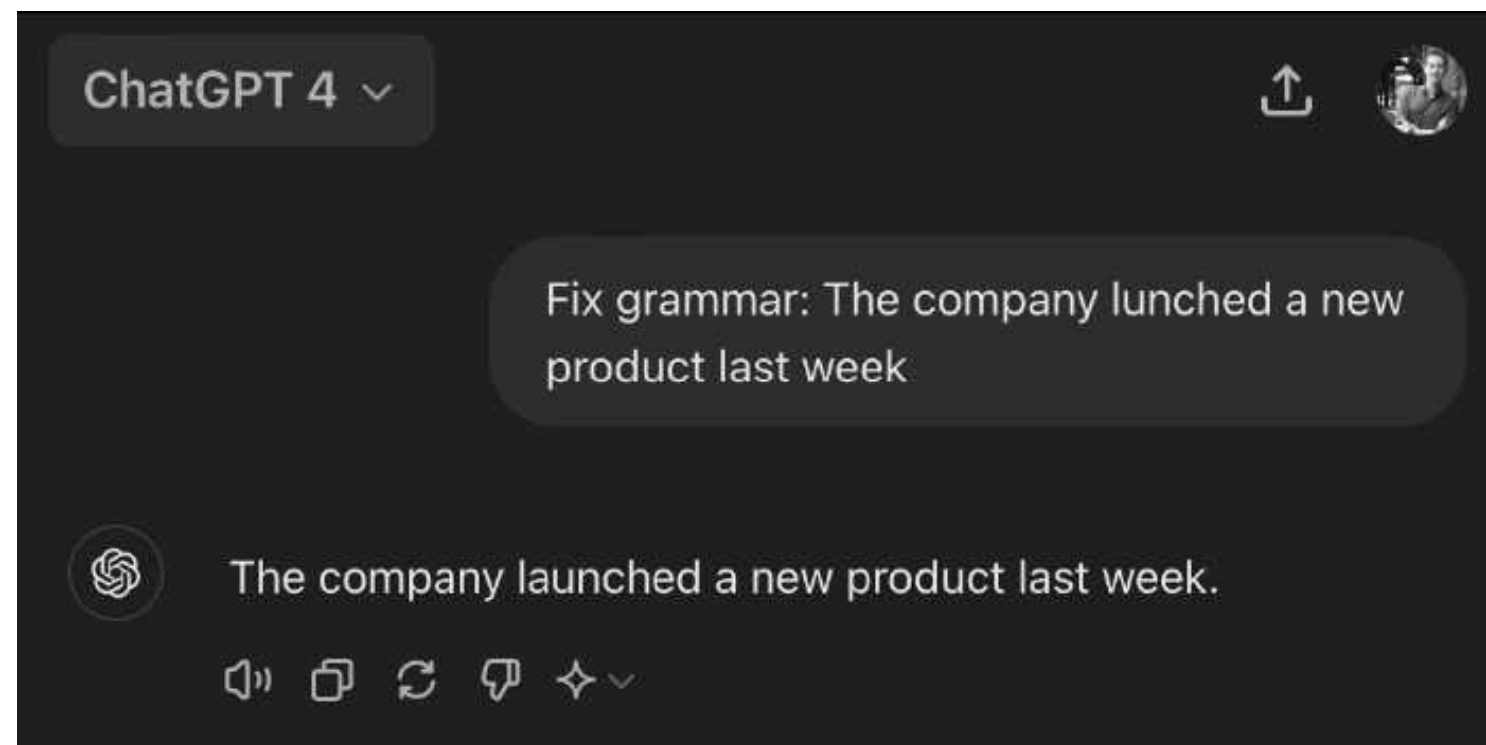 ChatGPT 4
Fix grammar: The company lunched a new
product last week
The company launched a new product last week.